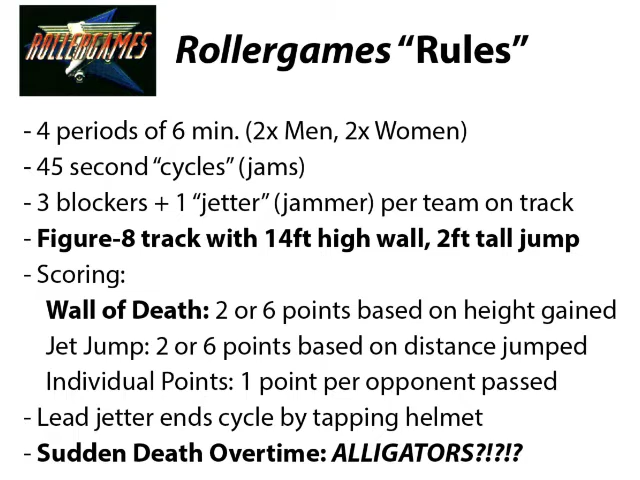 ROLLERGAMES
Rollergames “Rules”
- 4 periods of 6 min. (2x Men, 2x Women)
- 45 second “cycles” (jams)
- 3 blockers + 1 “jetter” (jammer) per team on track
- Figure-8 track with 14ft high wall, 2ft tall jump
- Scoring:
Wall of Death: 2 or 6 points based on height gained
Jet Jump: 2 or 6 points based on distance jumped
Individual Points: 1 point per opponent passed
- Lead jetter ends cycle by tapping helmet
- Sudden Death Overtime: ALLIGATORS?!?!?